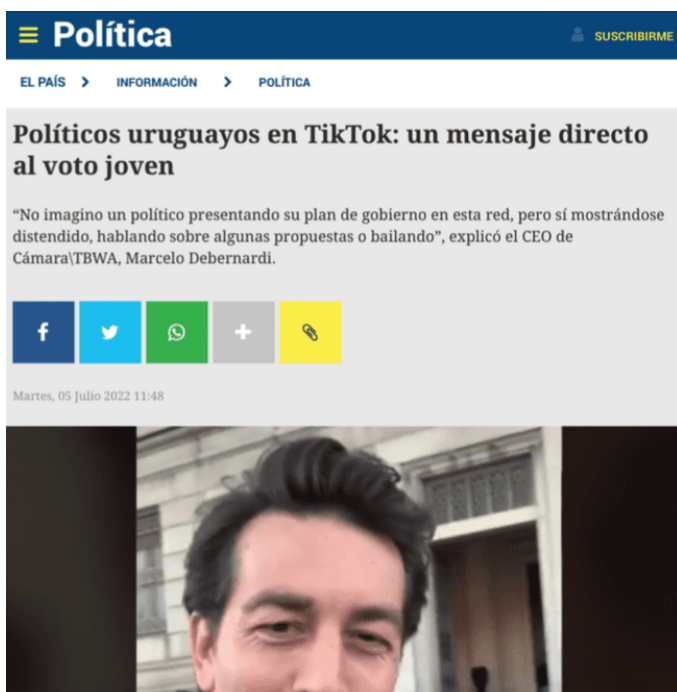 Política
SUSCRIBIRME
EL PAÍS
INFORMACIÓN
POLÍTICA
Políticos uruguayos en TikTok: un mensaje directo
al voto joven
“No imagino un político presentando su plan de gobierno en esta red, pero sí mostrándose
distendido, hablando sobre algunas propuestas o bailando”, explicó el CEO de
Cámara\TBWA, Marcelo Debernardi.
Martes, 05 Julio 2022 11:48